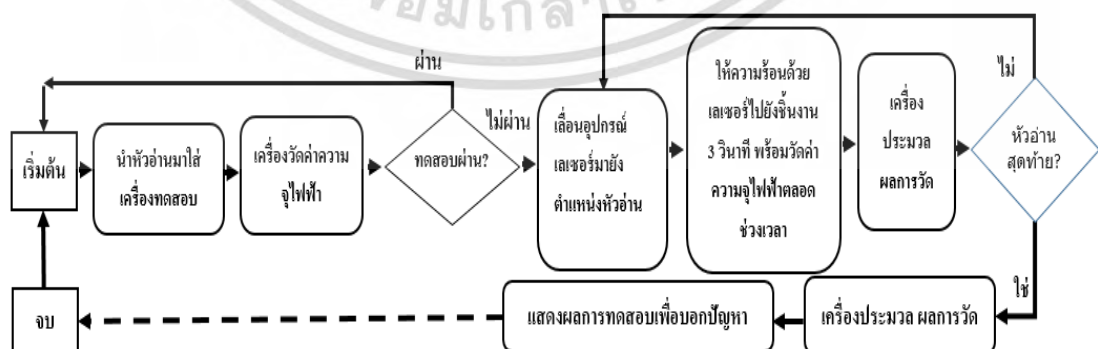 ผ่าน
เริ่มต้น
นำหัวอ่านมาใส่
เครื่องทดสอบ
เครื่องวัดค่าความ
จุไฟฟ้า
ทดสอบผ่าน?
ไม่ผ่าน
เลื่อนอุปกรณ์
เลเซอร์มายัง
ตำแหน่งหัวอ่าน
ให้ความร้อนด้วย
เลเซอร์ไปยังชิ้นงาน
3 วินาที พร้อมวัดค่า
ความจุไฟฟ้าตลอด
ช่วงเวลา
เครื่อง
ประมวล
ผลการวัด
ไม่
หัวอ่าน
สุดท้าย?
ใช่
เครื่องประมวล ผลการวัด
แสดงผลการทดสอบเพื่อบอกปัญหา
จบ